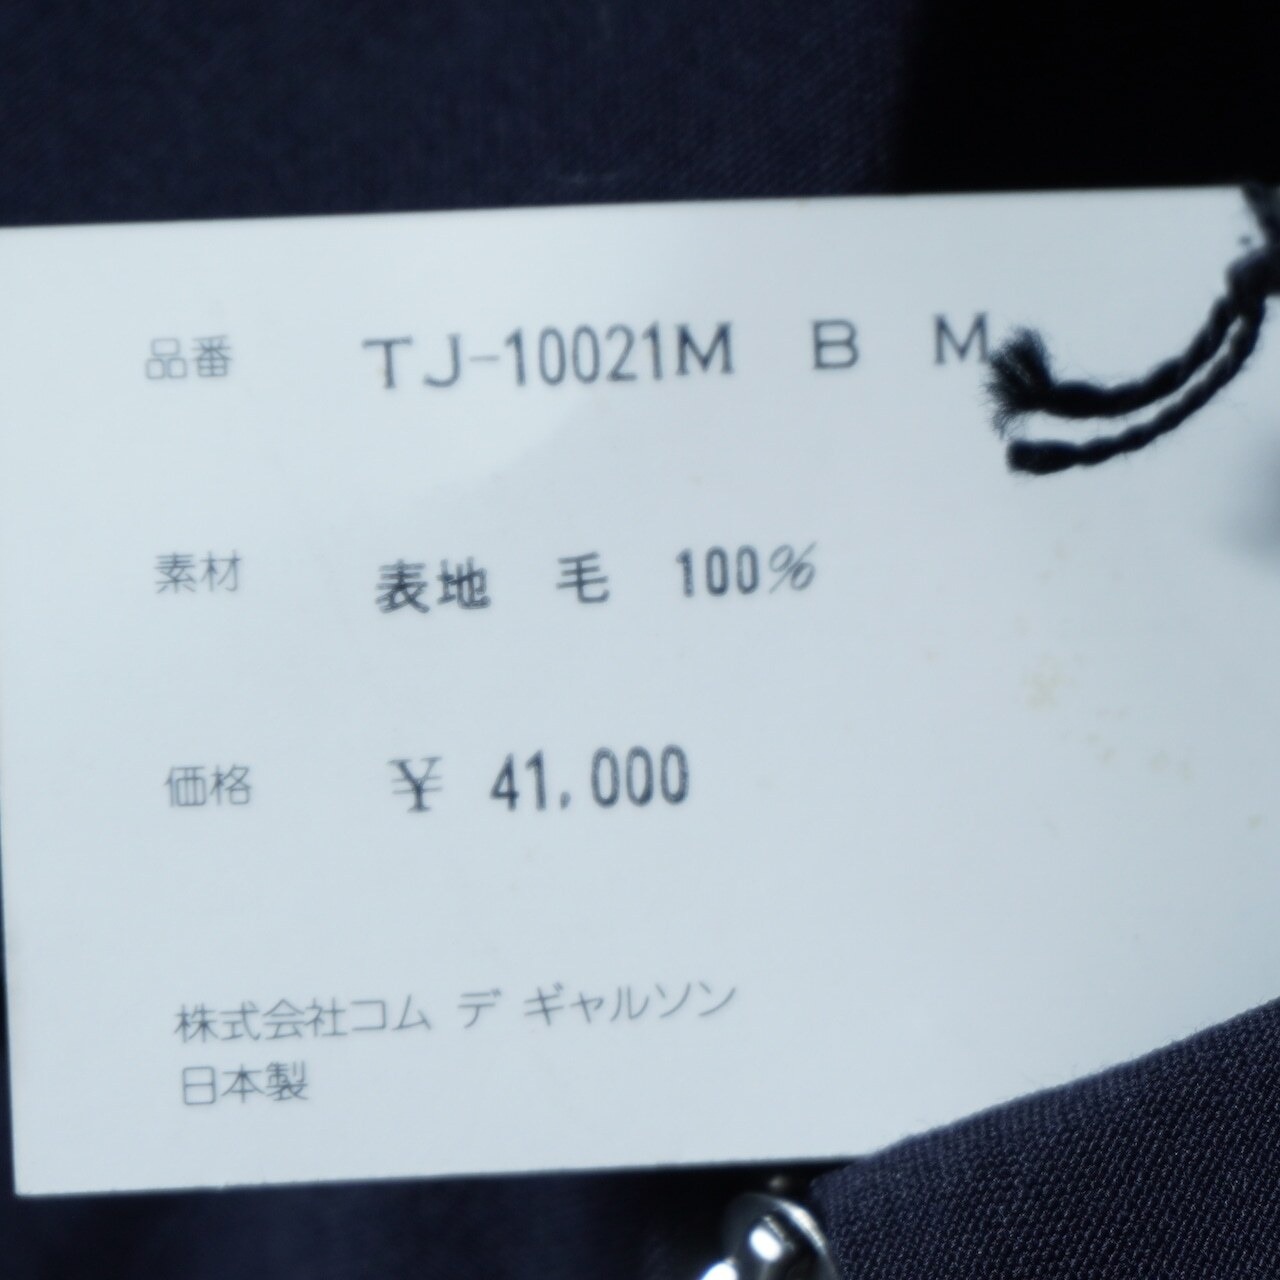 品番 TJ-10021M B M
素材 表地 毛 100%
価格 ¥ 41,000
株式会社コム デ ギャルソン
日本製